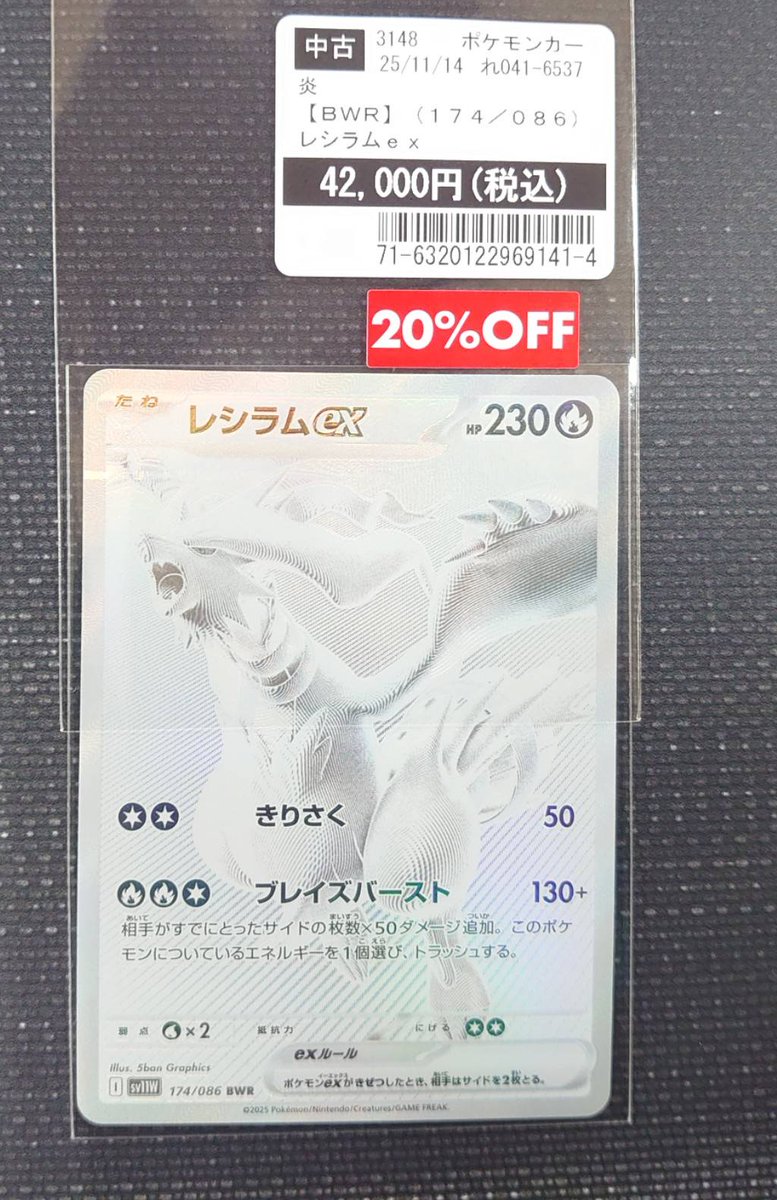 中古 3148 ポケモンカー
25/11/14 れ041-6537
炎
【BWR】(174/086)
レシラムex
42,000円(税込)
71-6320122969141-4
20%OFF
たね レシラムex HP230
きりさく 50
ブレイズバースト 130+
相手がすでにとったサイドの枚数×50ダメージ追加。このポケ
モンについているエネルギーを1個選び、トラッシュする。
弱点 ×2 抵抗力 にげる
exルール
Illus. 5ban Graphics
ポケモンexがきぜつしたとき、相手はサイドを2枚とる。
I sv11W 174/086 BWR
©2025 Pokémon/Nintendo/Creatures/GAME FREAK.